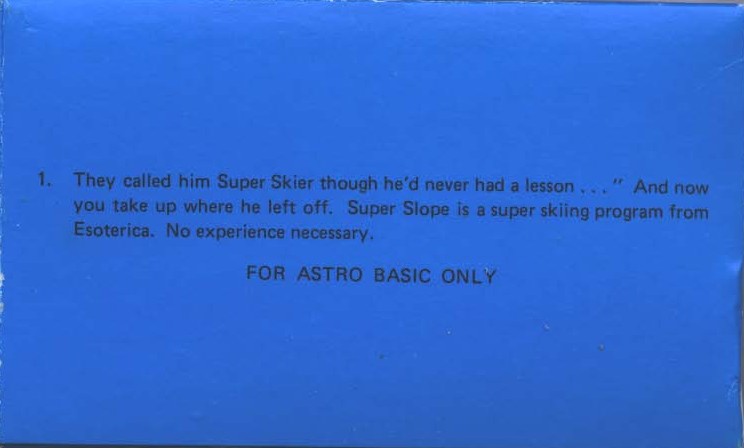 1. They called him Super Skier though he'd never had a lesson . . . " And now
you take up where he left off. Super Slope is a super skiing program from
Esoterica. No experience necessary.
FOR ASTRO BASIC ONLY